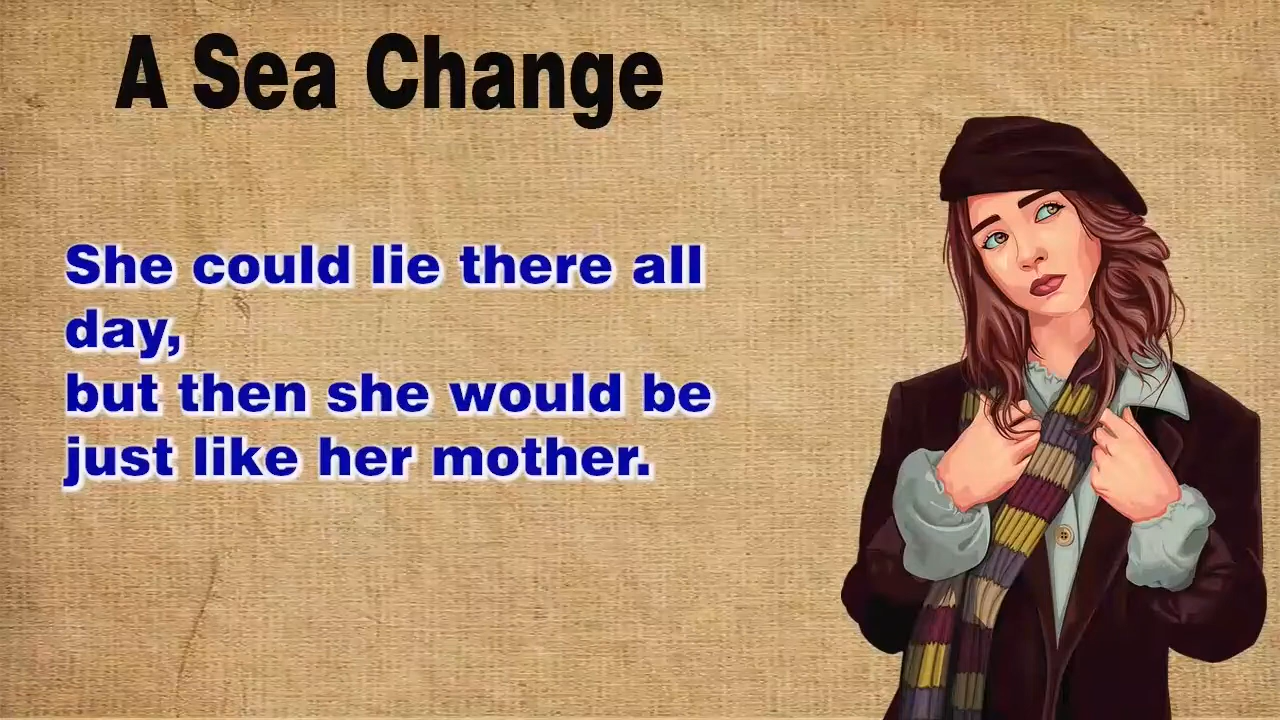 A Sea Change
She could lie there all
day,
but then she would be
just like her mother.